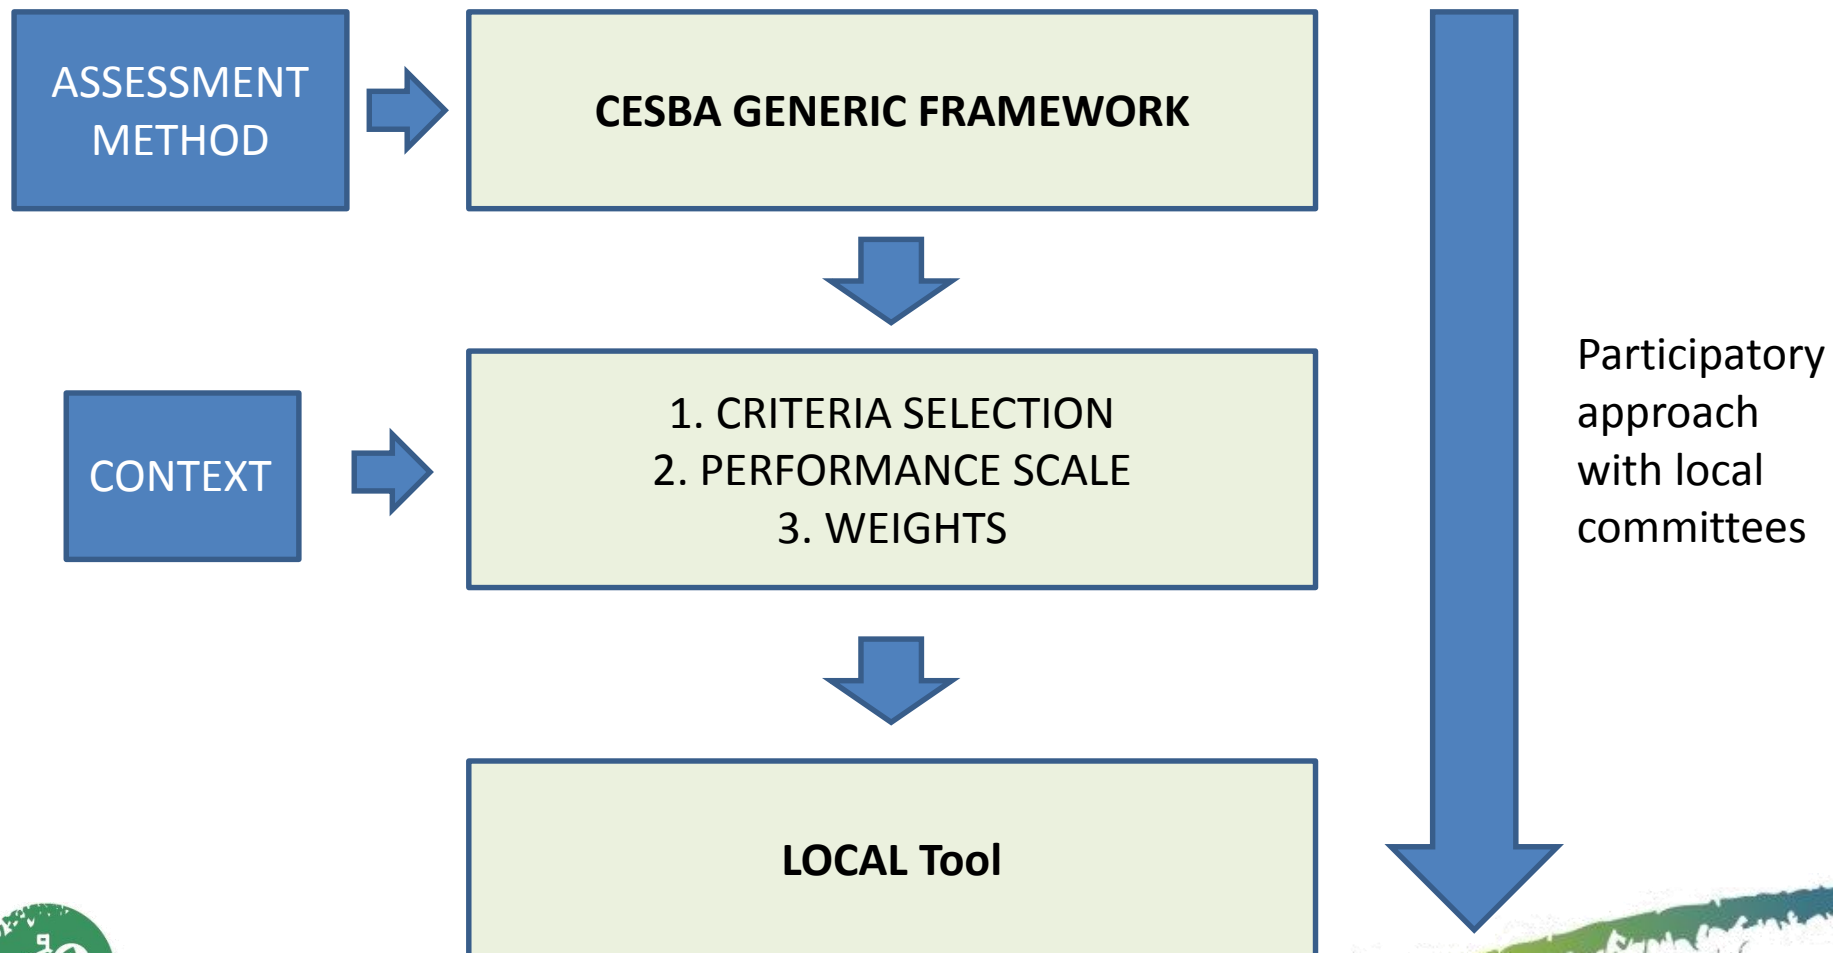 ASSESSMENT
METHOD
CESBA GENERIC FRAMEWORK
CONTEXT
1. CRITERIA SELECTION
2. PERFORMANCE SCALE
3. WEIGHTS
Participatory
approach
with local
committees
LOCAL Tool